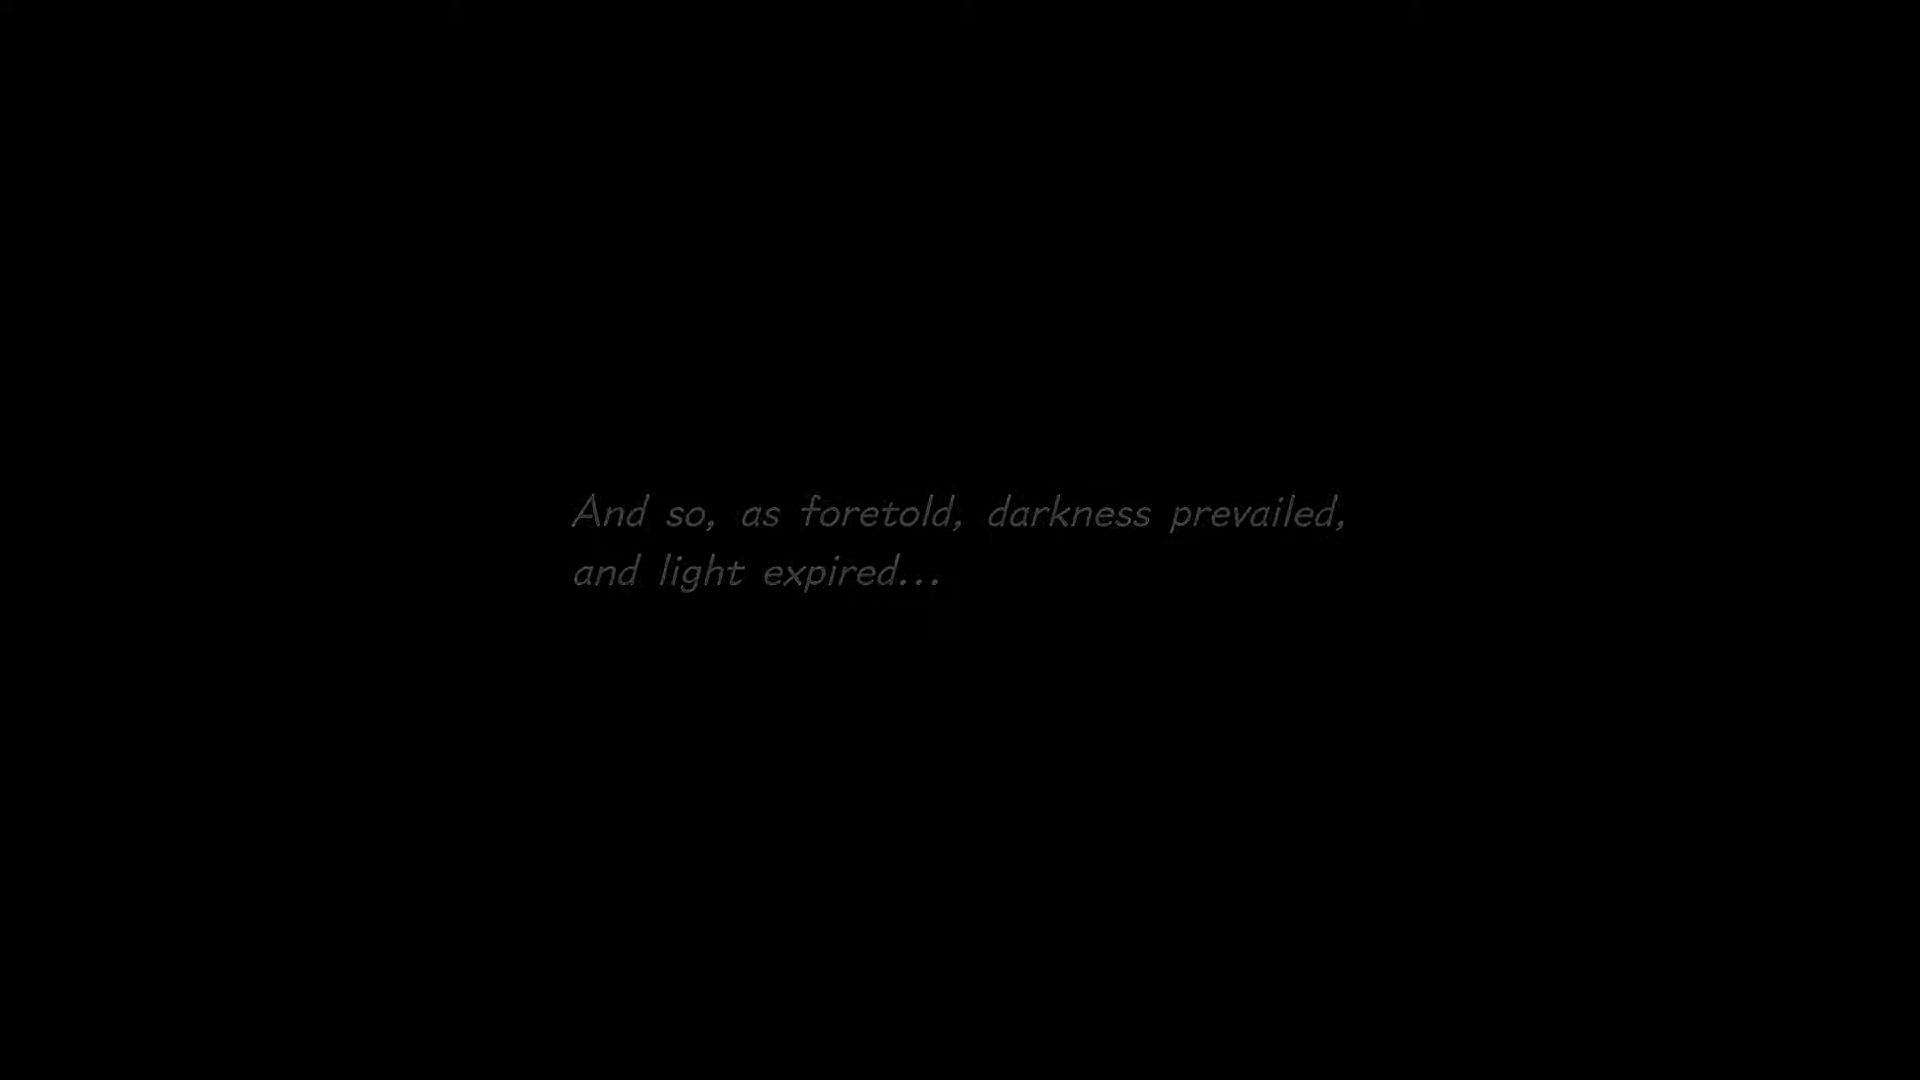 And so, as foretold, darkness prevailed,
and light expired...